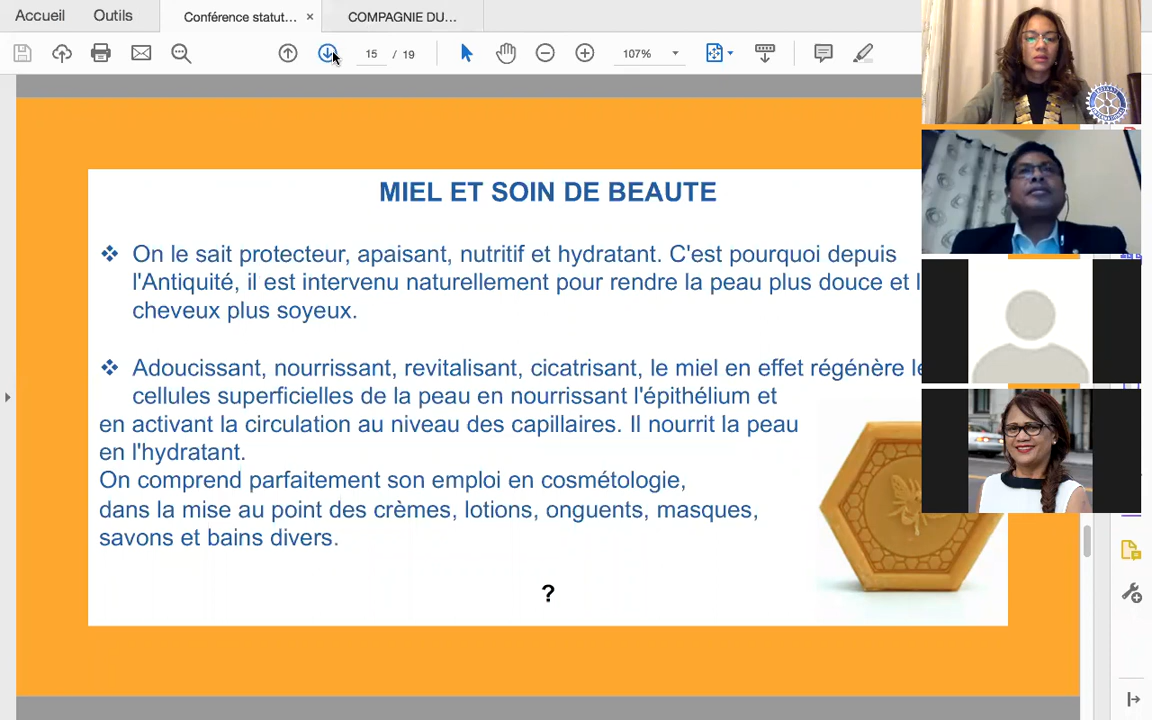 Accueil
Outils
Conférence statut... ×
COMPAGNIE DU...
15 / 19
107%
MIEL ET SOIN DE BEAUTE
❖ On le sait protecteur, apaisant, nutritif et hydratant. C'est pourquoi depuis
l'Antiquité, il est intervenu naturellement pour rendre la peau plus douce et l
cheveux plus soyeux.
❖ Adoucissant, nourrissant, revitalisant, cicatrisant, le miel en effet régénère le
cellules superficielles de la peau en nourrissant l'épithélium et
en activant la circulation au niveau des capillaires. Il nourrit la peau
en l'hydratant.
On comprend parfaitement son emploi en cosmétologie,
dans la mise au point des crèmes, lotions, onguents, masques,
savons et bains divers.
?